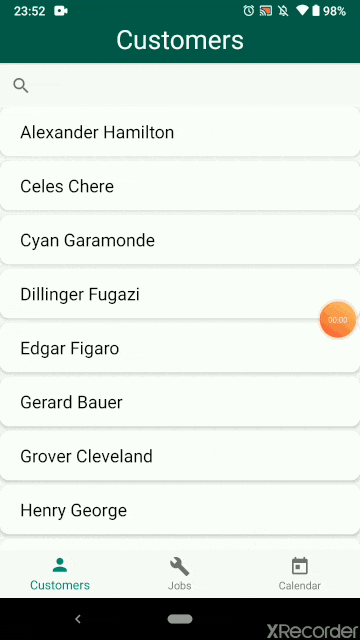 23:52
98%
Customers
Alexander Hamilton
Celes Chere
Cyan Garamonde
Dillinger Fugazi
00:00
Edgar Figaro
Gerard Bauer
Grover Cleveland
Henry George
Customers
Jobs
Calendar
XRecorder